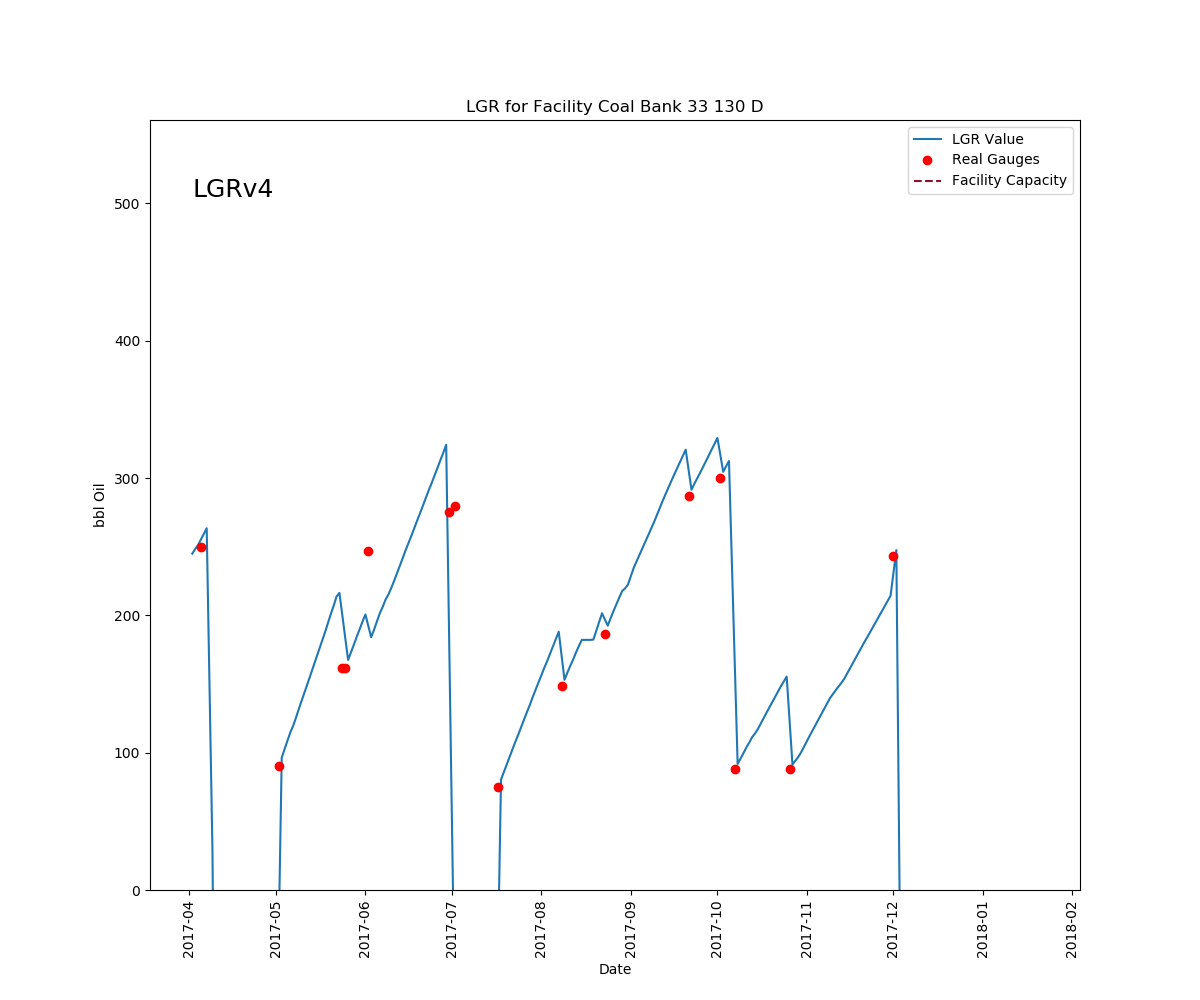 LGR for Facility Coal Bank 33 130 D
LGRv4
LGR Value
Real Gauges
Facility Capacity
bbl Oil
500
400
300
200
100
0
2017-04
2017-05
2017-06
2017-07
2017-08
2017-09
2017-10
2017-11
2017-12
2018-01
2018-02
Date